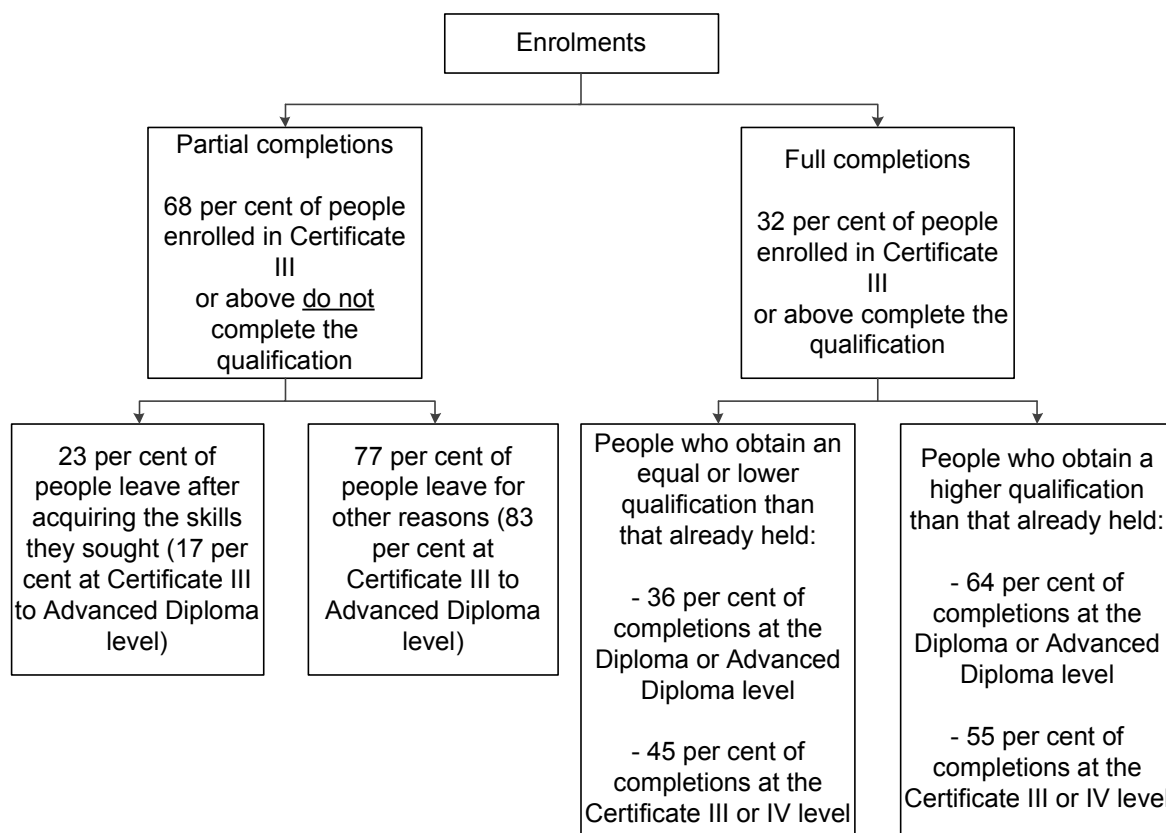 Enrolments
Partial completions
68 per cent of people
enrolled in Certificate
III
or above do not
complete the
qualification
Full completions
32 per cent of people
enrolled in Certificate
III
or above complete the
qualification
23 per cent of
people leave after
acquiring the skills
they sought (17 per
cent at Certificate III
to Advanced Diploma
level)
77 per cent of
people leave for
other reasons (83
per cent at
Certificate III to
Advanced Diploma
level)
People who obtain an
equal or lower
qualification than
that already held:
- 36 per cent of
completions at the
Diploma or Advanced
Diploma level
- 45 per cent of
completions at the
Certificate III or IV level
People who obtain a
higher qualification
than that already held:
- 64 per cent of
completions at the
Diploma or Advanced
Diploma level
- 55 per cent of
completions at the
Certificate III or IV level